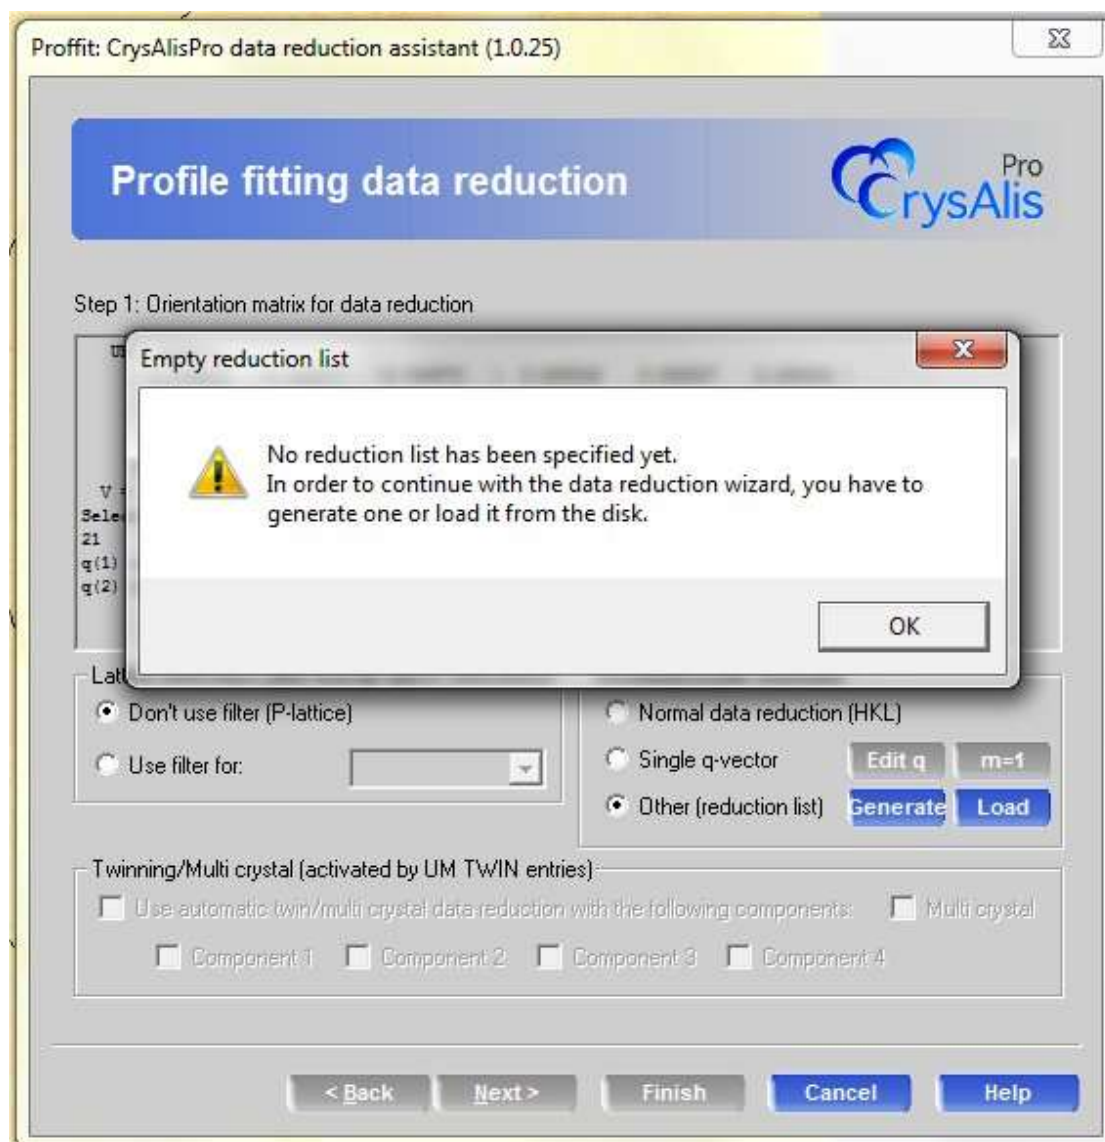 Proffit: CrysAlisPro data reduction assistant (1.0.25)
Profile fitting data reduction
Pro
CrysAlis
Step 1: Orientation matrix for data reduction
Empty reduction list
No reduction list has been specified yet.
In order to continue with the data reduction wizard, you have to
generate one or load it from the disk.
OK
V
Selec
21
q(1)
q(2)
Don't use filter (P-lattice)
Use filter for:
Normal data reduction (HKL)
Single q-vector
Edit q
m=1
Other (reduction list)
Generate
Load
Twinning/Multi crystal (activated by UM TWIN entries)
Use automatic twin/multi crystal data reduction with the following components:
Multi crystal
Component 1
Component 2
Component 3
Component 4
< Back
Next >
Finish
Cancel
Help